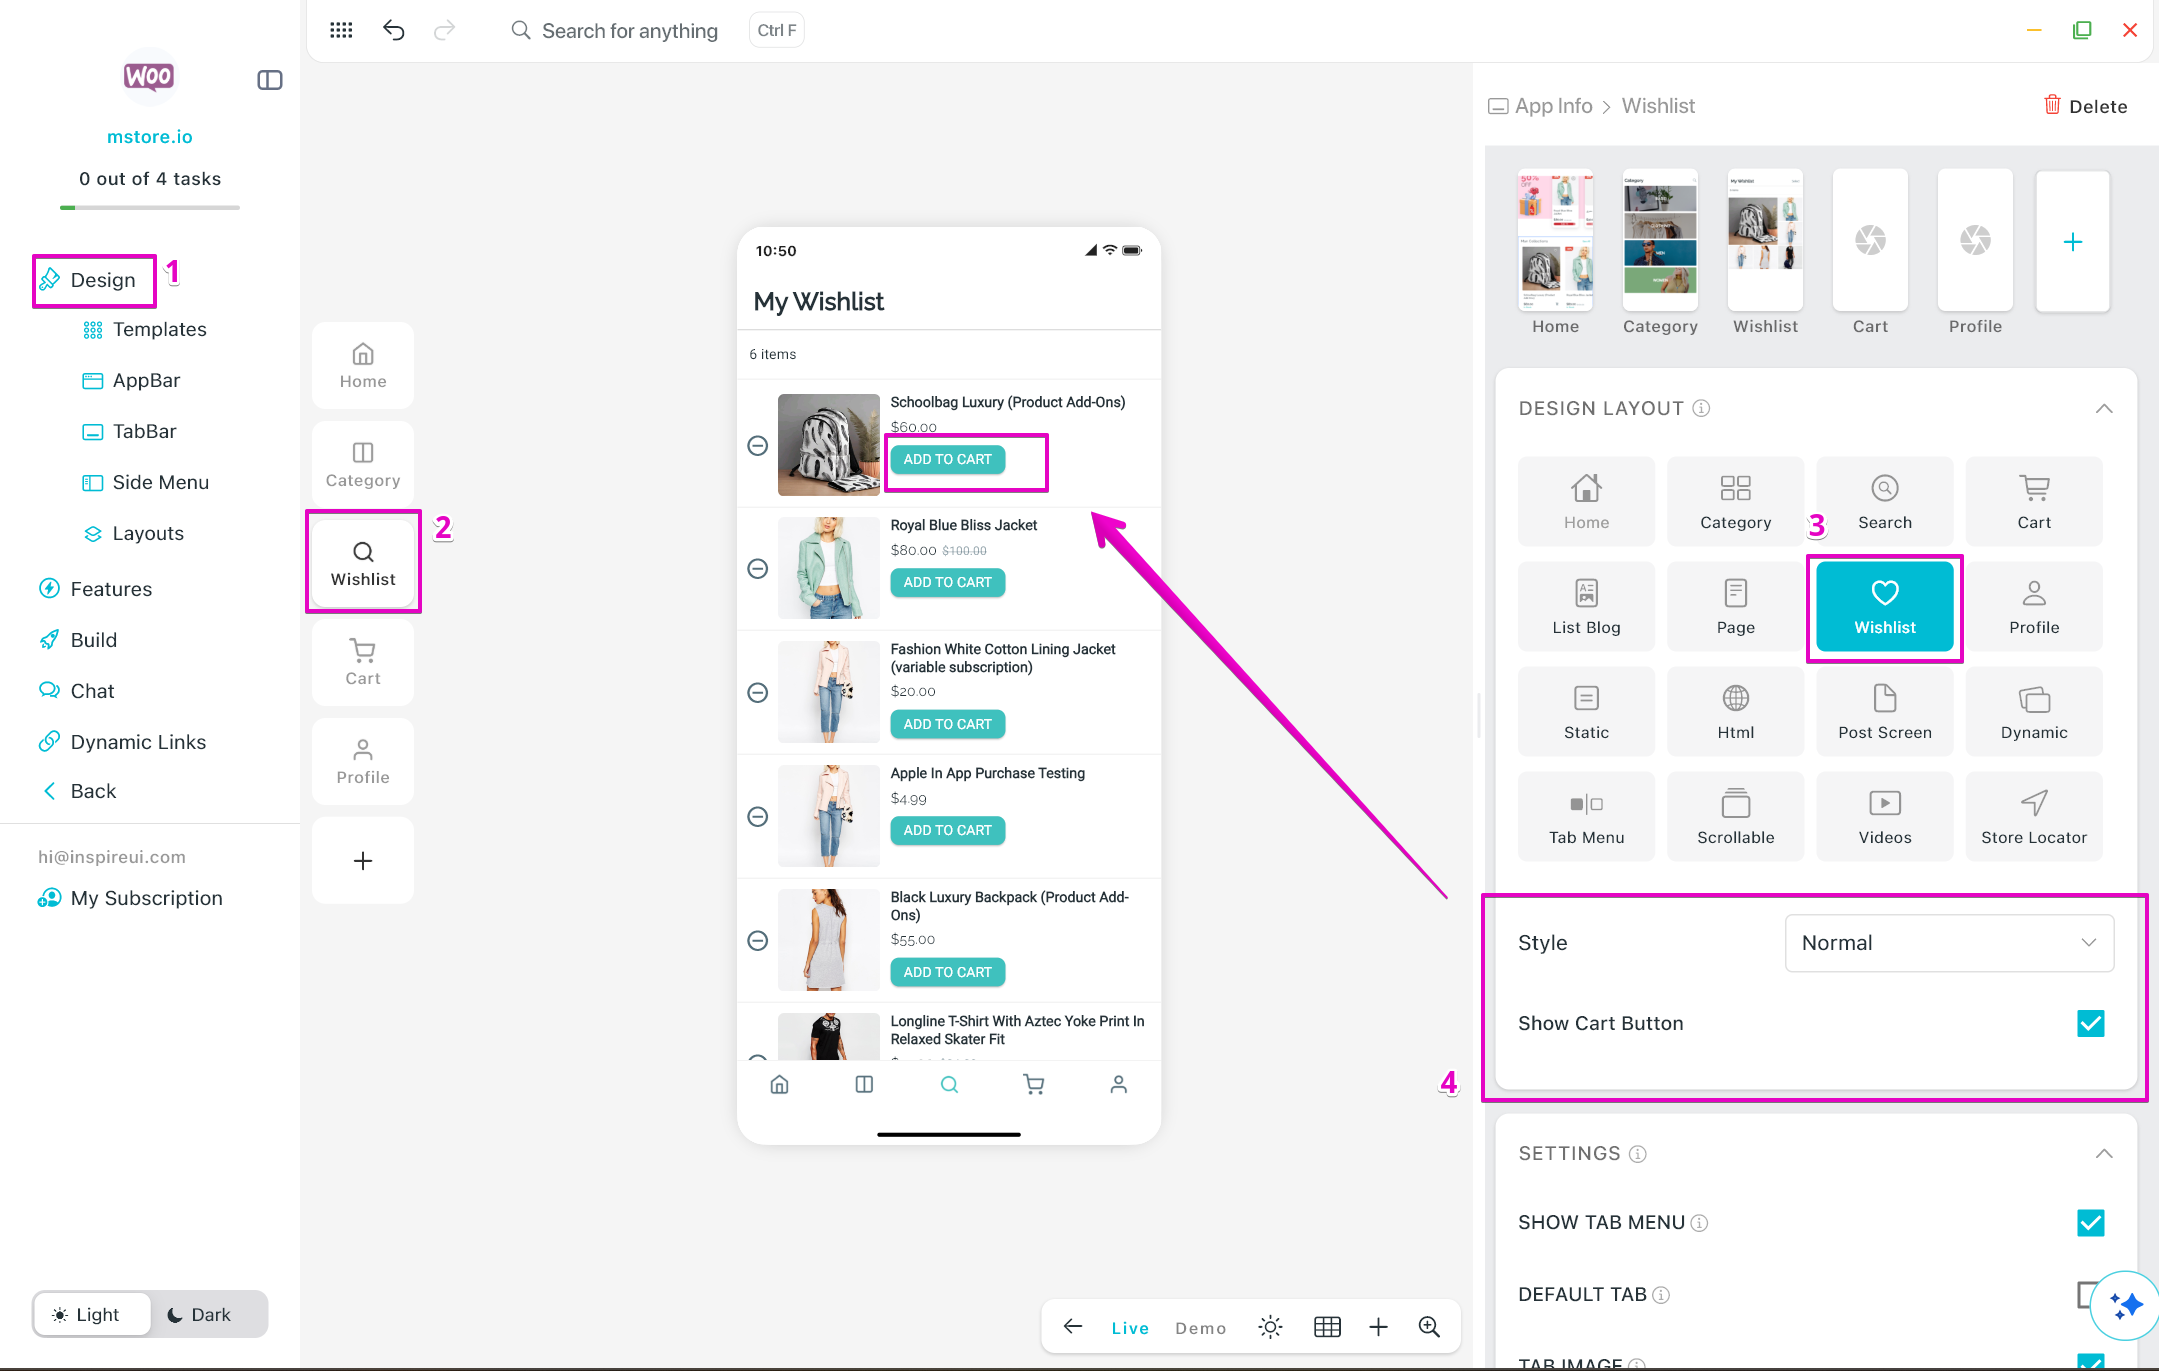 Search for anything
Ctrl F
WOO
mstore.io
0 out of 4 tasks
Design
1
Templates
AppBar
TabBar
Side Menu
Layouts
Features
Build
Chat
Dynamic Links
Back
hi@inspireui.com
My Subscription
Light
Dark
Home
Category
Wishlist
2
Cart
Profile
10:50
My Wishlist
6 items
Schoolbag Luxury (Product Add-Ons)
$60.00
ADD TO CART
Royal Blue Bliss Jacket
$80.00 $100.00
ADD TO CART
Fashion White Cotton Lining Jacket
(variable subscription)
$20.00
ADD TO CART
Apple In App Purchase Testing
$4.99
ADD TO CART
Black Luxury Backpack (Product Add-
Ons)
$55.00
ADD TO CART
Longline T-Shirt With Aztec Yoke Print In
Relaxed Skater Fit
Live
Demo
App Info > Wishlist
Delete
50%
OFF
Category
MEN
WOMEN
My Wishlist
Home
Category
Wishlist
Cart
Profile
DESIGN LAYOUT
Home
Category
Search
Cart
3
List Blog
Page
Wishlist
Profile
Static
Html
Post Screen
Dynamic
Tab Menu
Scrollable
Videos
Store Locator
4
Style
Normal
Show Cart Button
SETTINGS
SHOW TAB MENU
DEFAULT TAB
TAB IMAGE